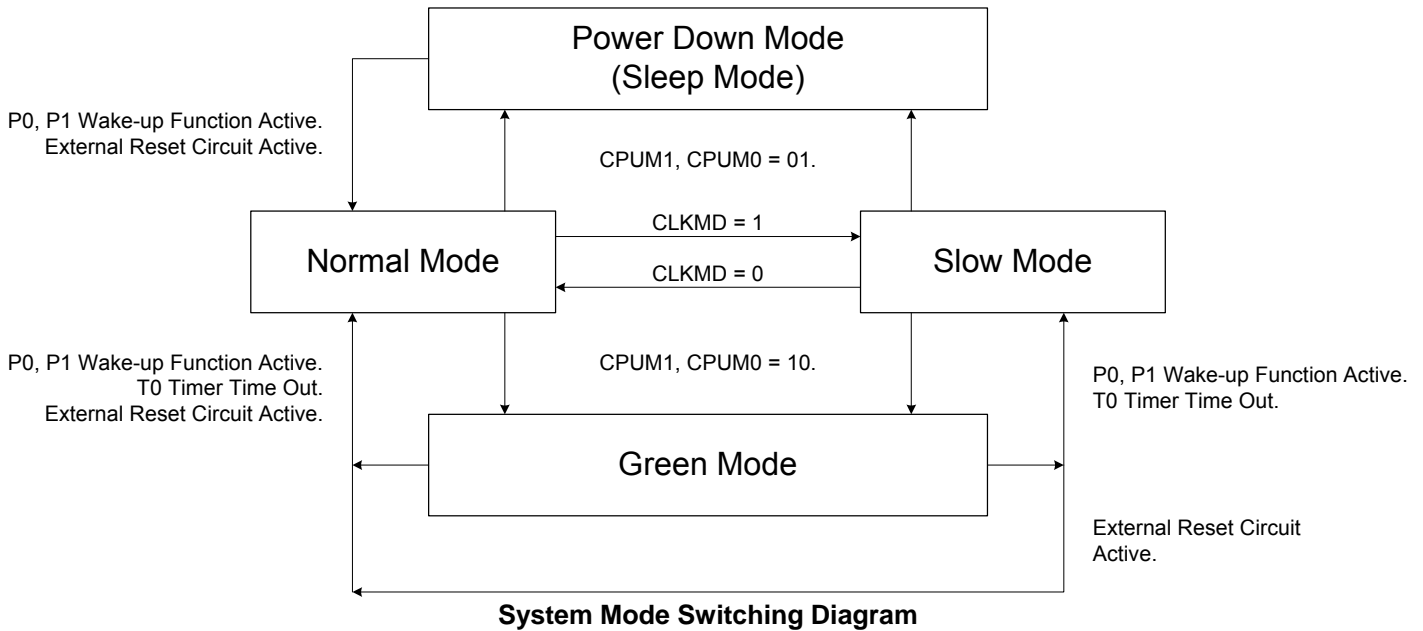 Power Down Mode
(Sleep Mode)
P0, P1 Wake-up Function Active.
External Reset Circuit Active.
CPUM1, CPUM0 = 01.
CLKMD = 1
Normal Mode
Slow Mode
CLKMD = 0
P0, P1 Wake-up Function Active.
T0 Timer Time Out.
External Reset Circuit Active.
CPUM1, CPUM0 = 10.
P0, P1 Wake-up Function Active.
T0 Timer Time Out.
Green Mode
External Reset Circuit
Active.
System Mode Switching Diagram